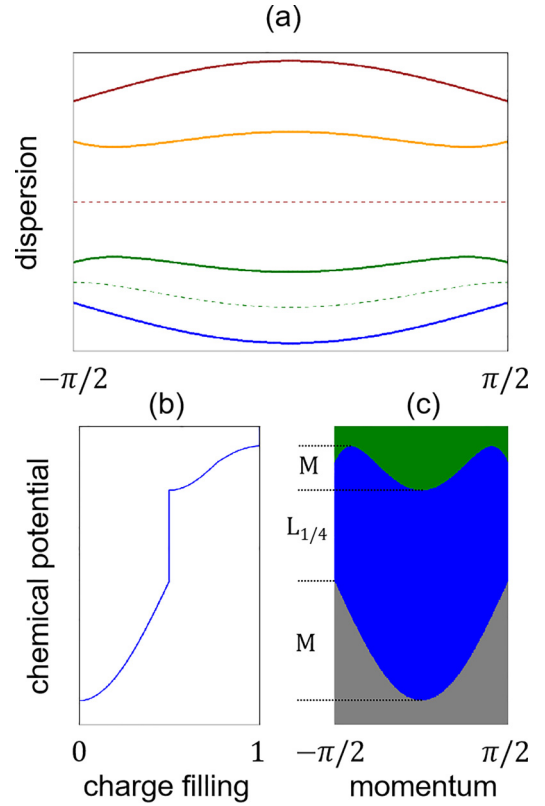 (a)
dispersion
−π/2 π/2
(b) (c)
chemical potential
M
L1/4
M
0 1 −π/2 π/2
charge filling momentum